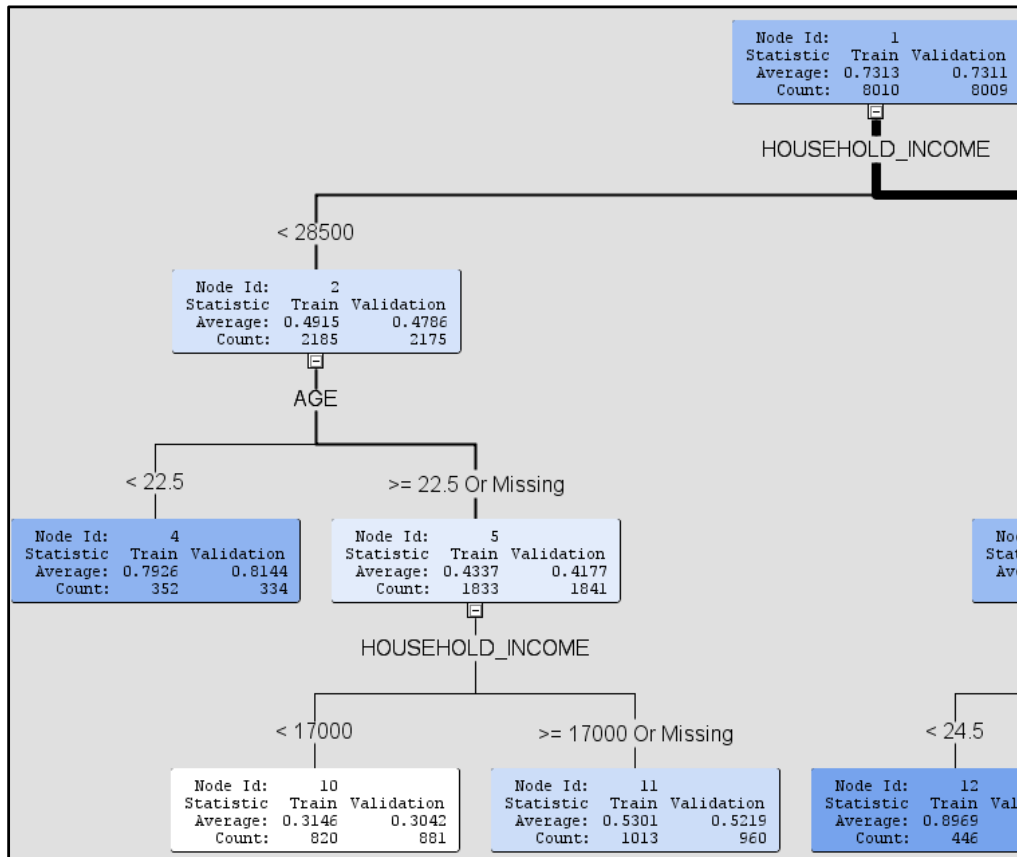 Node Id: 1
Statistic Train Validation
Average: 0.7313 0.7311
Count: 8010 8009
HOUSEHOLD_INCOME
< 28500
Node Id: 2
Statistic Train Validation
Average: 0.4915 0.4786
Count: 2185 2175
AGE
< 22.5
>= 22.5 Or Missing
Node Id: 4
Statistic Train Validation
Average: 0.7926 0.8144
Count: 352 334
Node Id: 5
Statistic Train Validation
Average: 0.4337 0.4177
Count: 1833 1841
HOUSEHOLD_INCOME
< 17000
>= 17000 Or Missing
< 24.5
Node Id: 10
Statistic Train Validation
Average: 0.3146 0.3042
Count: 820 881
Node Id: 11
Statistic Train Validation
Average: 0.5301 0.5219
Count: 1013 960
Node Id: 12
Statistic Train
Average: 0.8969
Count: 446